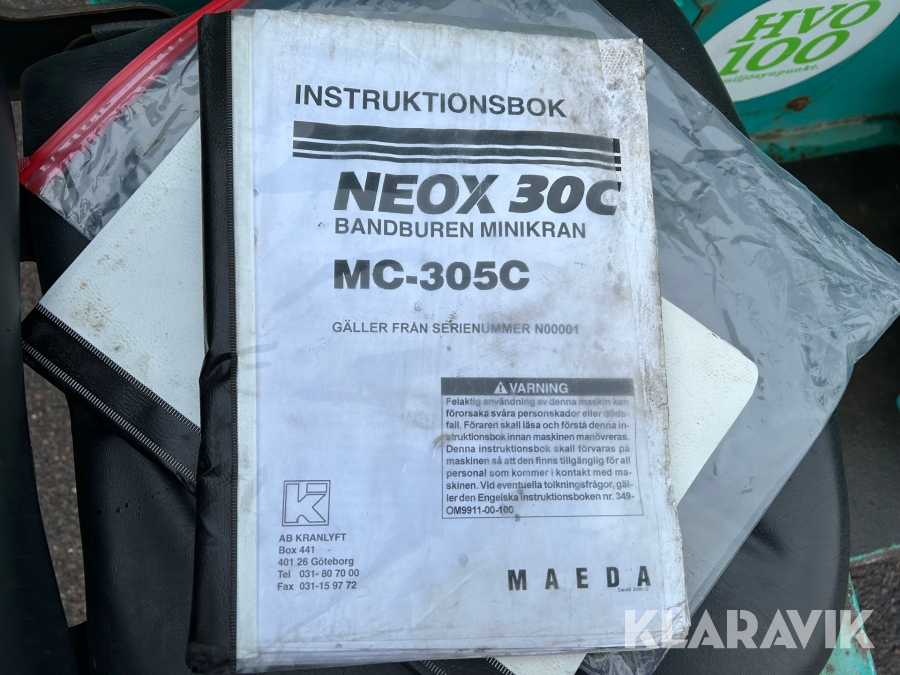 HVO
100
miljösynpunkt.
INSTRUKTIONSBOK
NEOX 30C
BANDBUREN MINIKRAN
MC-305C
GÄLLER FRÅN SERIENUMMER N00001
VARNING
Felaktig användning av denna maskin kan
förorsaka svåra personskador eller döds-
fall. Föraren skall läsa och förstå denna in-
struktionsbok innan maskinen manövreras.
Denna instruktionsbok skall förvaras på
maskinen så att den finns tillgänglig för all
personal som kommer i kontakt med ma-
skinen. Vid eventuella tolkningsfrågor, gäl-
ler den Engelska instruktionsboken nr. 349-
OM9911-00-100
AB KRANLYFT
Box 441
401 26 Göteborg
Tel 031- 80 70 00
Fax 031-15 97 72
MAEDA
KLARAVIK